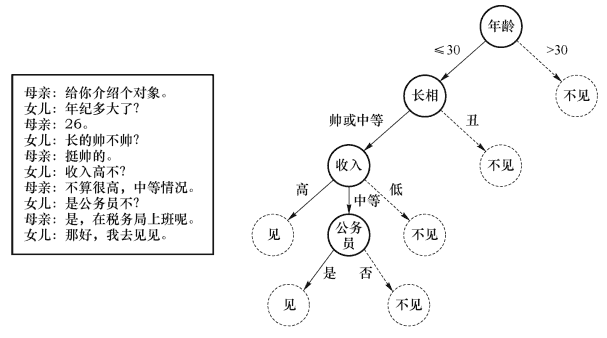 母亲：给你介绍个对象。
女儿：年纪多大了？
母亲：26。
女儿：长的帅不帅？
母亲：挺帅的。
女儿：收入高不？
母亲：不算很高，中等情况。
女儿：是公务员不？
母亲：是，在税务局上班呢。
女儿：那好，我去见见。
年龄
≤30
>30
长相
不见
帅或中等
丑
收入
不见
高
中等
低
见
公务
员
不见
是
否
见
不见